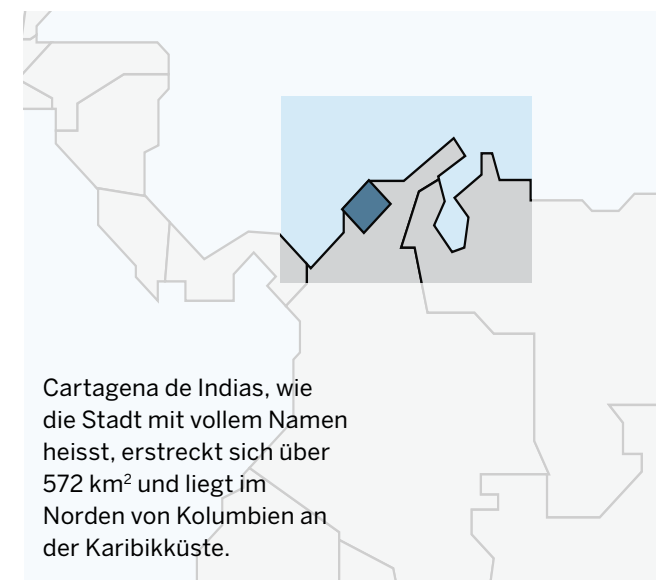 Cartagena de Indias, wie
die Stadt mit vollem Namen
heisst, erstreckt sich über
572 km² und liegt im
Norden von Kolumbien an
der Karibikküste.